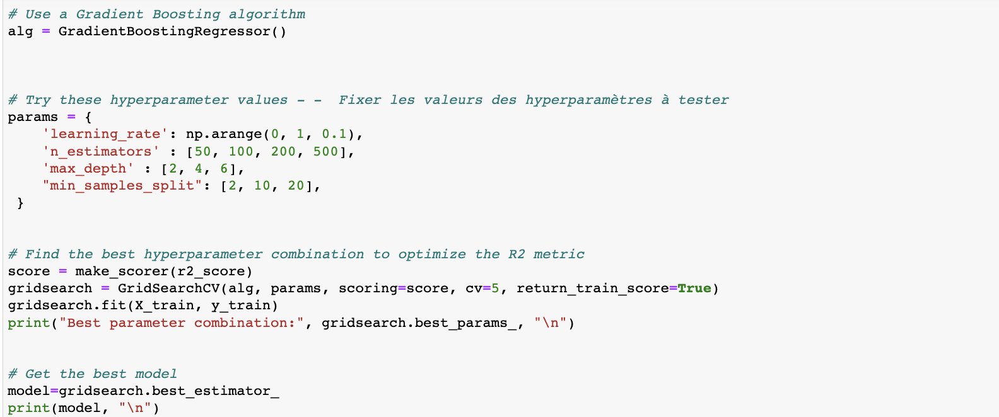 # Use a Gradient Boosting algorithm
alg = GradientBoostingRegressor()
# Try these hyperparameter values - -  Fixer les valeurs des hyperparamètres à tester
params = {
    'learning_rate': np.arange(0, 1, 0.1),
    'n_estimators' : [50, 100, 200, 500],
    'max_depth' : [2, 4, 6],
    "min_samples_split": [2, 10, 20],
 }
# Find the best hyperparameter combination to optimize the R2 metric
score = make_scorer(r2_score)
gridsearch = GridSearchCV(alg, params, scoring=score, cv=5, return_train_score=True)
gridsearch.fit(X_train, y_train)
print("Best parameter combination:", gridsearch.best_params_, "\n")
# Get the best model
model=gridsearch.best_estimator_
print(model, "\n")